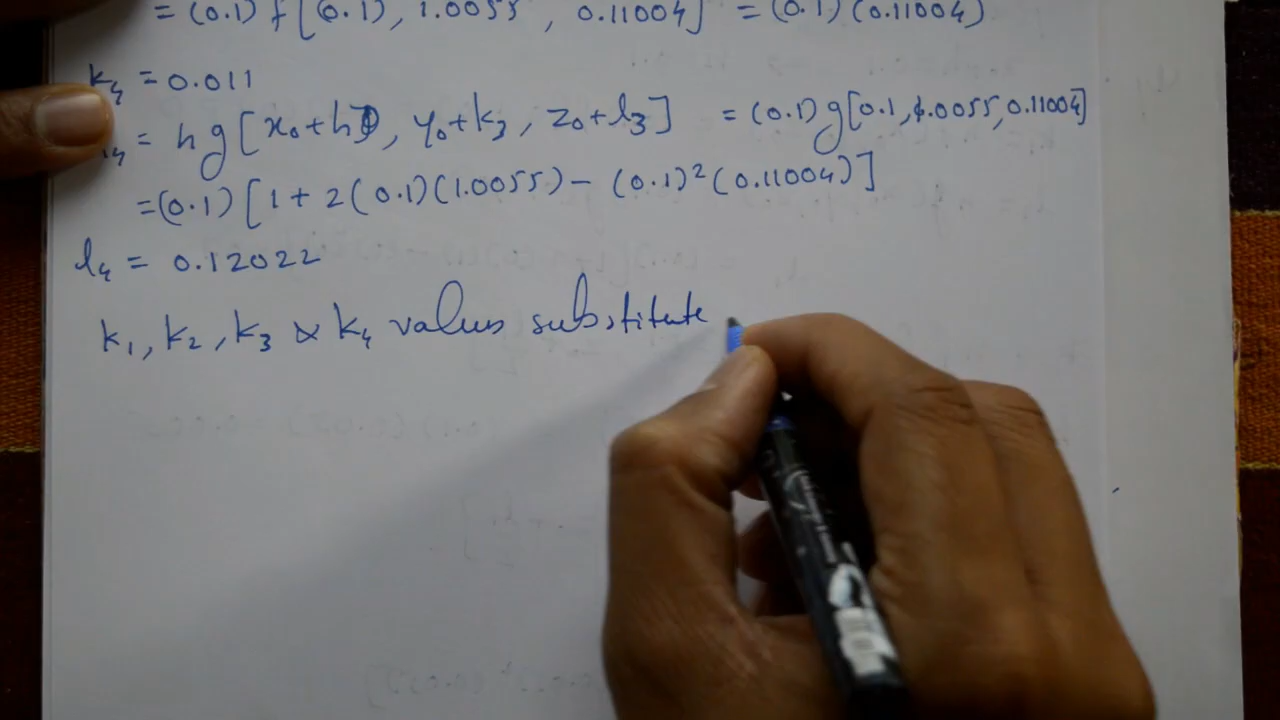 = (0.1) f [(0.1), 1.0055, 0.11004] = (0.1) (0.11004)
k₄ = 0.011
₄ = hg [x₀+h, y₀+k₃, z₀+l₃] = (0.1) g[0.1, 1.0055, 0.11004]
=(0.1) [1 + 2(0.1)(1.0055) - (0.1)² (0.11004)]
l₄ = 0.12022
k₁, k₂, k₃ & k₄ values substitute